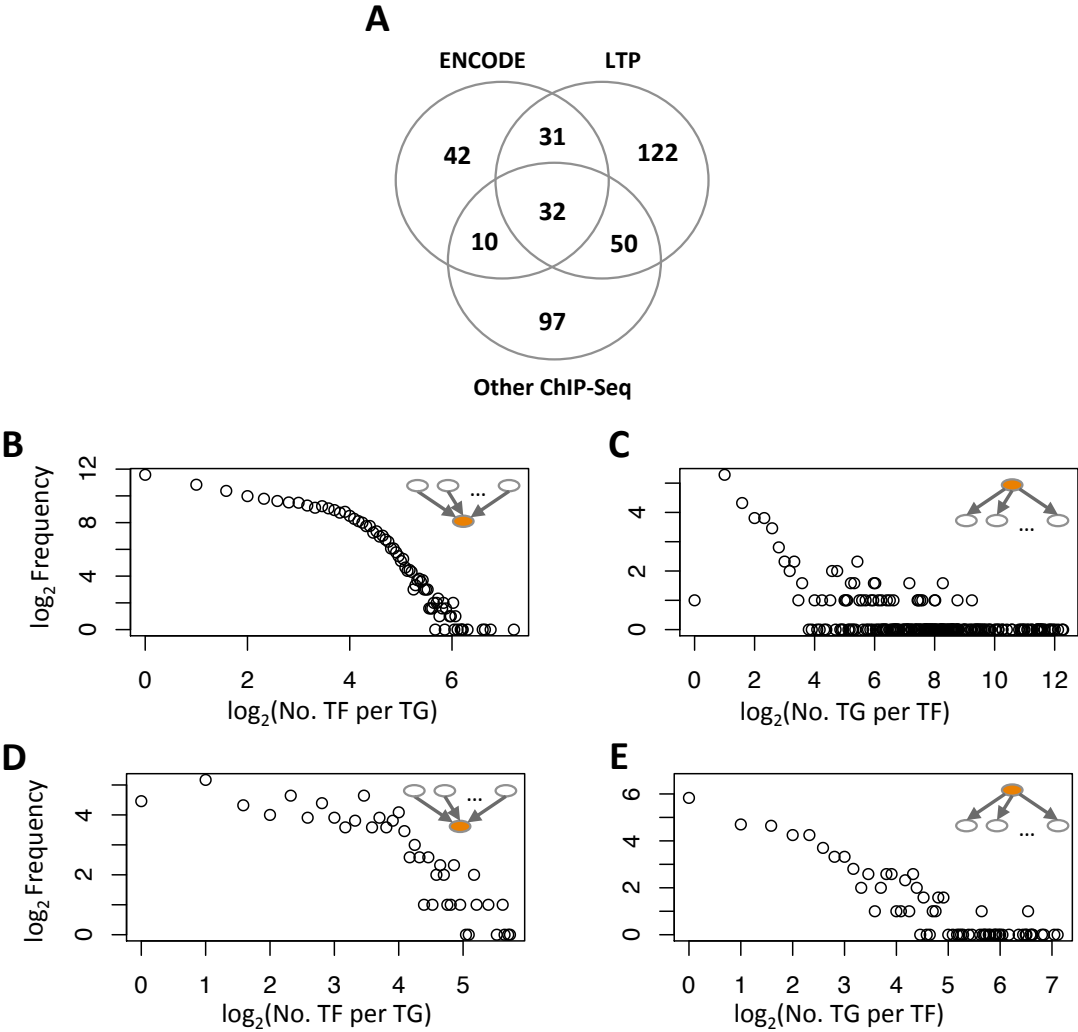 A
ENCODE LTP
31
42 122
32
10 50
97
Other ChIP-Seq
B
log2 Frequency
12
8
4
0
...
0 2 4 6
log2(No. TF per TG)
C
4
2
0
...
0 2 4 6 8 10 12
log2(No. TG per TF)
D
log2 Frequency
4
2
0
...
0 1 2 3 4 5
log2(No. TF per TG)
E
6
4
2
0
...
0 1 2 3 4 5 6 7
log2(No. TG per TF)